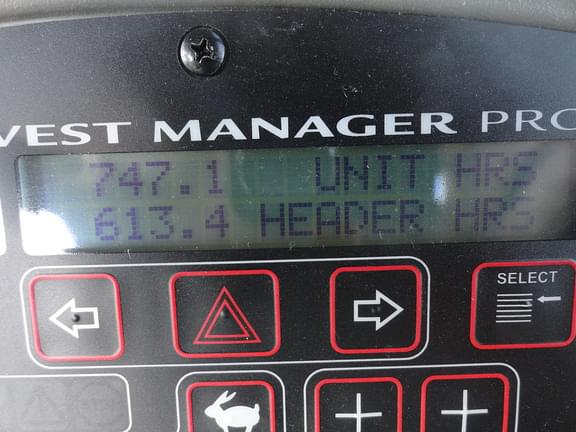 VEST MANAGER PRO
747.1 UNIT HRS
613.4 HEADER HRS
SELECT